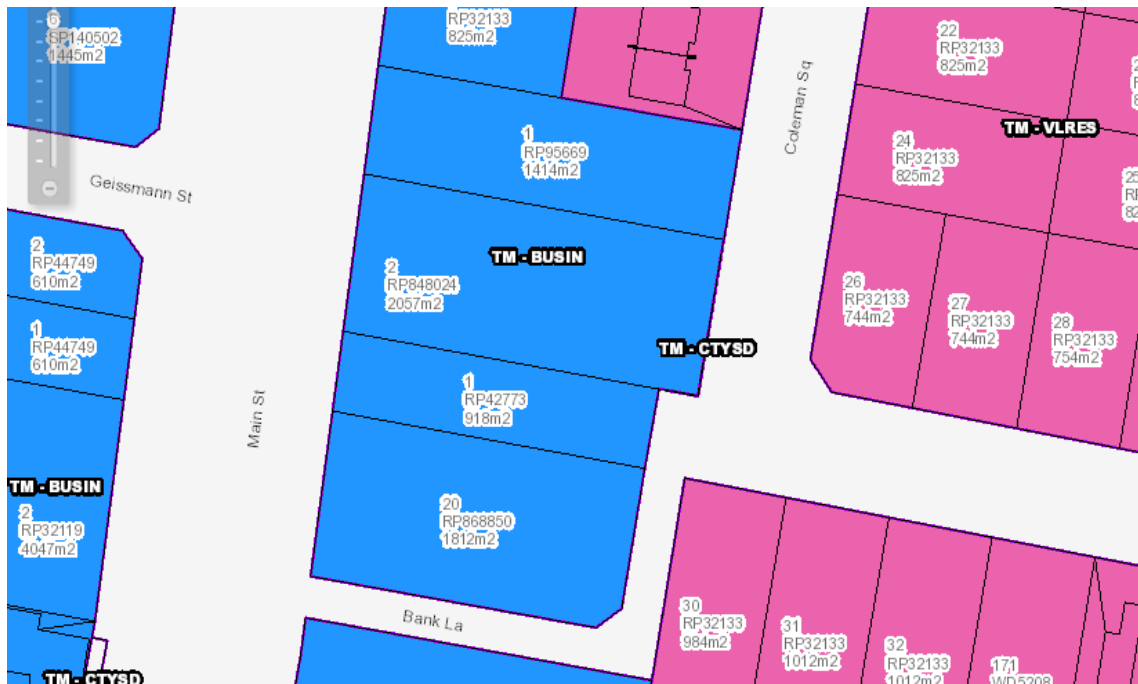 6
SP140502
1445m2
RP32133
825m2
22
RP32133
825m2
Coleman Sq
TM - VLRES
1
RP95669
1414m2
24
RP32133
825m2
Geissmann St
2
RP44749
610m2
TM - BUSIN
2
RP848024
2057m2
26
RP32133
744m2
27
RP32133
744m2
28
RP32133
754m2
1
RP44749
610m2
TM - CTYSD
1
RP42773
918m2
Main St
TM - BUSIN
2
RP32119
4047m2
20
RP868850
1812m2
Bank La
30
RP32133
984m2
31
RP32133
1012m2
32
RP32133
1012m2
171
WD5208
TM - CTYSD